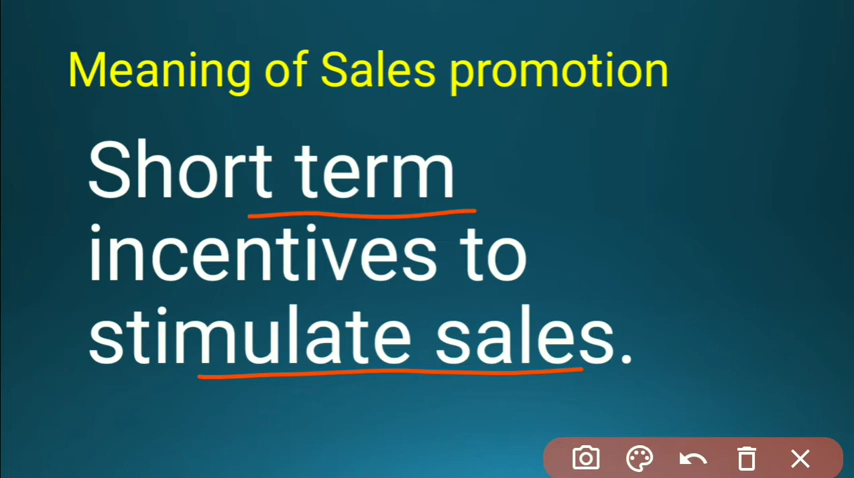 Meaning of Sales promotion
Short term
incentives to
stimulate sales.